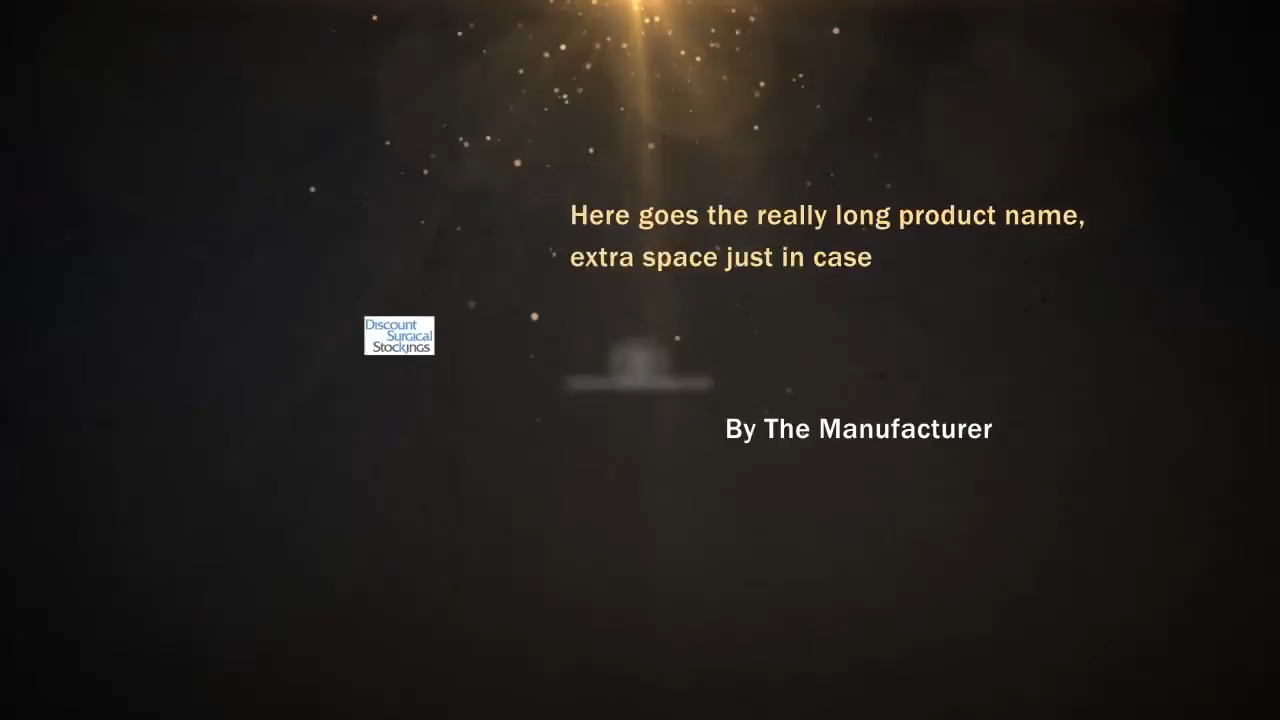 Here goes the really long product name,
extra space just in case
Discount
Surgical
Stockings
By The Manufacturer